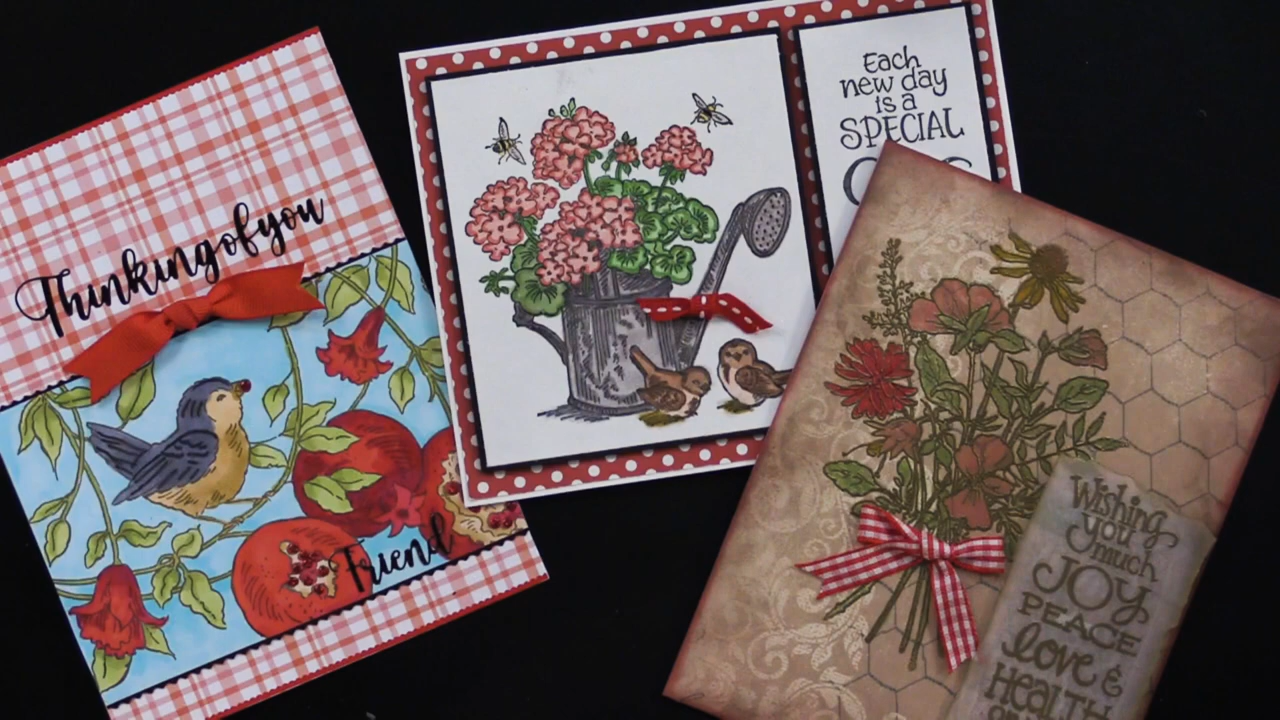 Thinking of you
Friend
Each
new day
is a
SPECIAL
Wishing
you
much
JOY
PEACE
love &
HEALTH